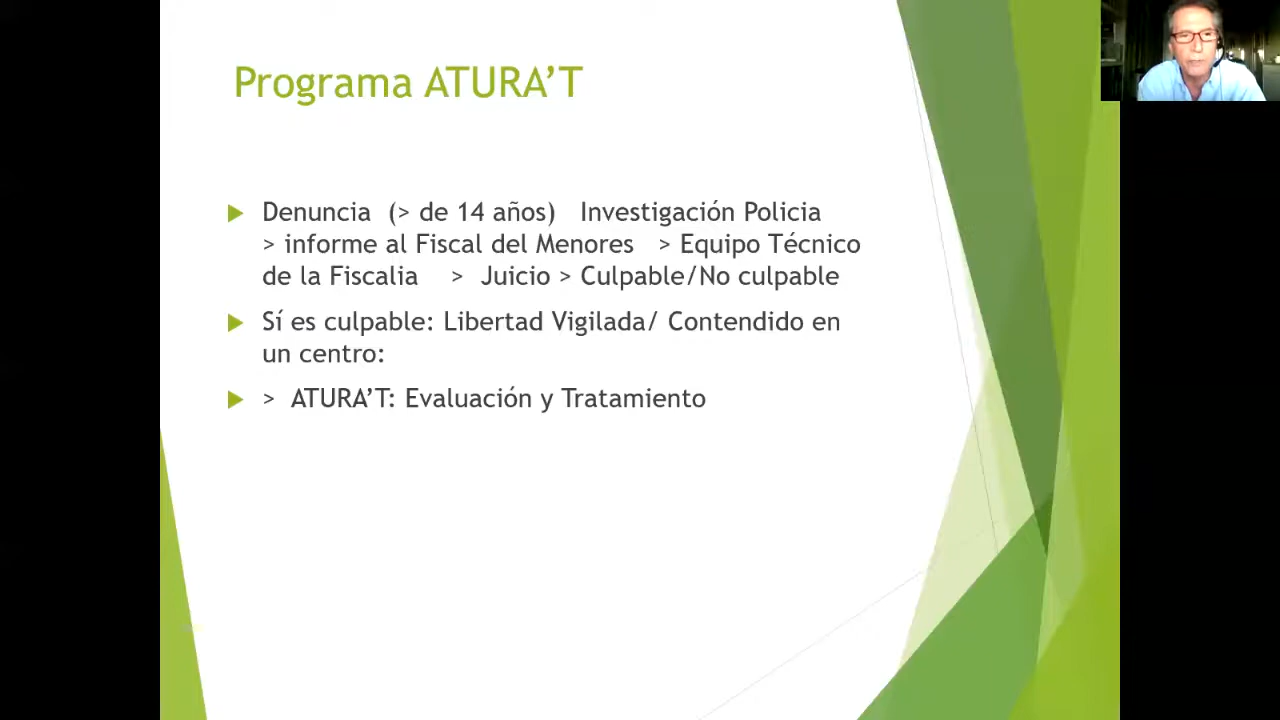 Programa ATURA’T
Denuncia (> de 14 años) Investigación Policia
> informe al Fiscal del Menores > Equipo Técnico
de la Fiscalia > Juicio > Culpable/No culpable
Sí es culpable: Libertad Vigilada/ Contendido en
un centro:
> ATURA’T: Evaluación y Tratamiento